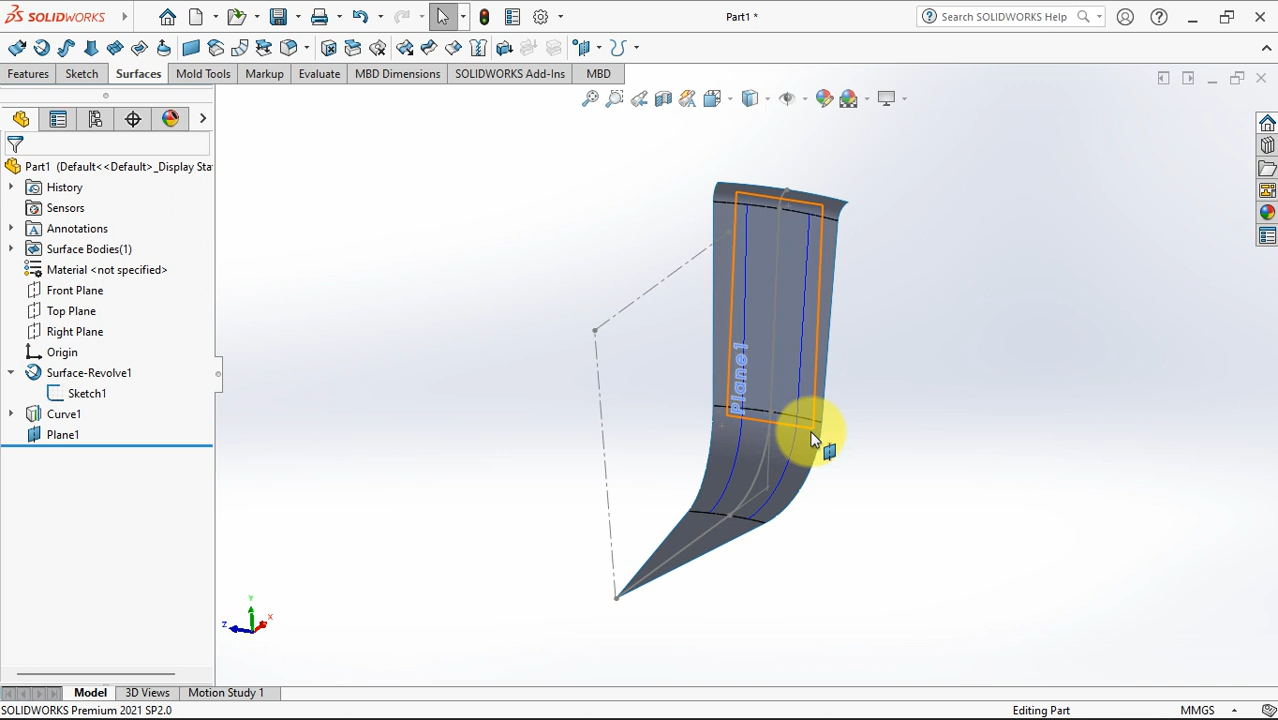 SOLIDWORKS
Part1 *
Search SOLIDWORKS Help
Features Sketch Surfaces Mold Tools Markup Evaluate MBD Dimensions SOLIDWORKS Add-Ins MBD
Part1 (Default<<Default>_Display Sta
History
Sensors
Annotations
Surface Bodies(1)
Material <not specified>
Front Plane
Top Plane
Right Plane
Origin
Surface-Revolve1
Sketch1
Curve1
Plane1
Plane1
Y
Z
X
Model 3D Views Motion Study 1
SOLIDWORKS Premium 2021 SP2.0 Editing Part MMGS